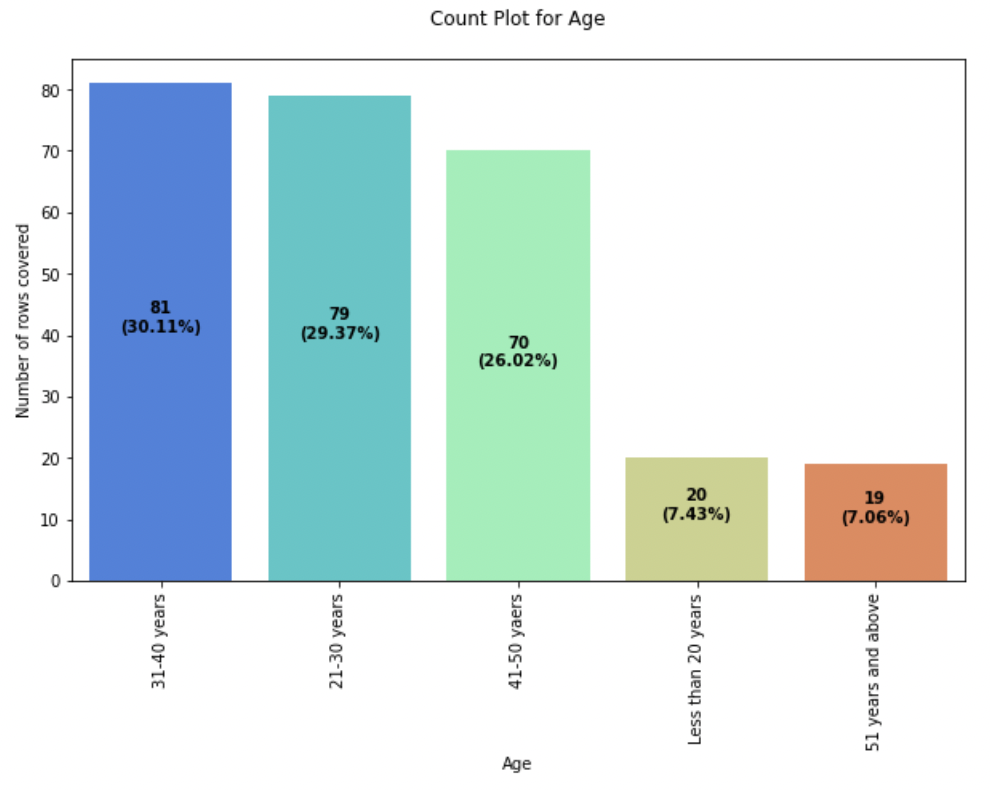 Count Plot for Age
Number of rows covered
80
70
60
50
40
30
20
10
0
81
(30.11%)
79
(29.37%)
70
(26.02%)
20
(7.43%)
19
(7.06%)
31-40 years
21-30 years
41-50 yaers
Less than 20 years
51 years and above
Age